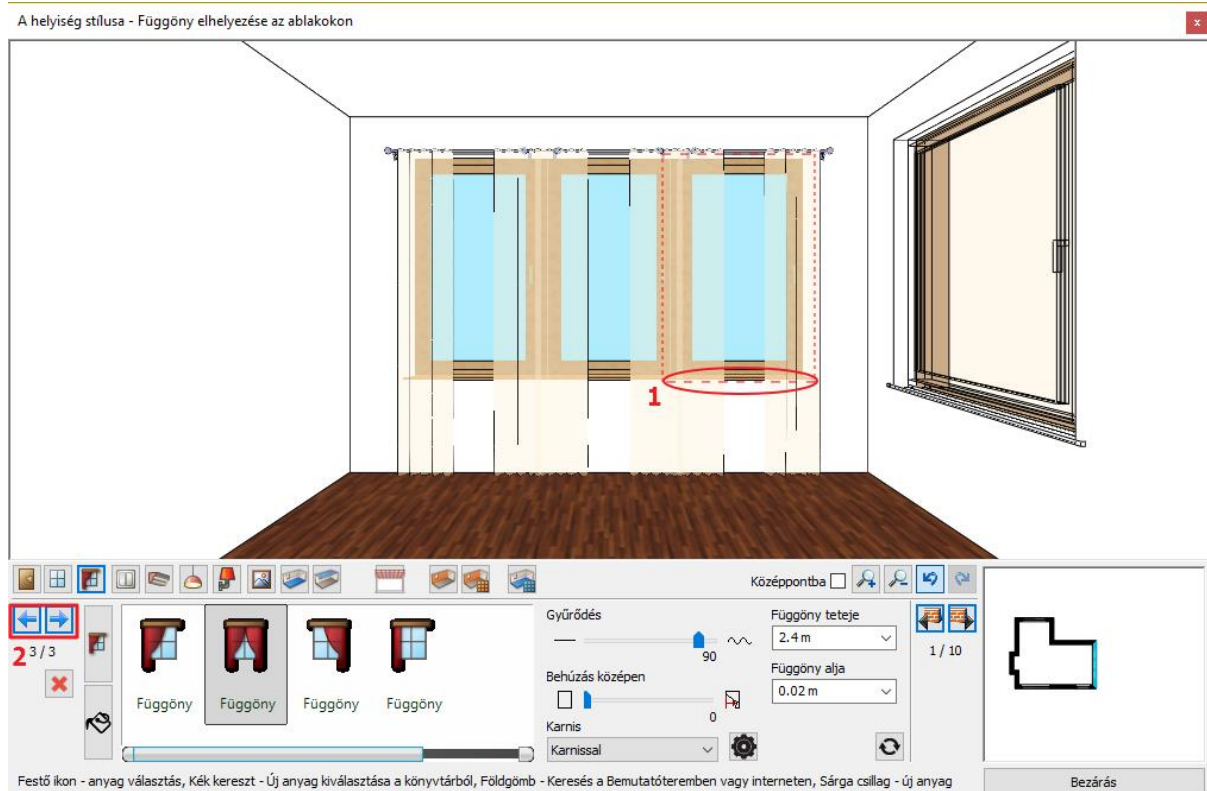 A helyiség stílusa - Függöny elhelyezése az ablakokon
x
1
Középpontba
2
3 / 3
Függöny
Függöny
Függöny
Függöny
Gyűrődés
90
Behúzás középen
0
Karnis
Karnissal
Függöny teteje
2.4 m
Függöny alja
0.02 m
1 / 10
Festő ikon - anyag választás, Kék kereszt - Új anyag kiválasztása a könyvtárból, Földgömb - Keresés a Bemutatóteremben vagy interneten, Sárga csillag - új anyag
Bezárás